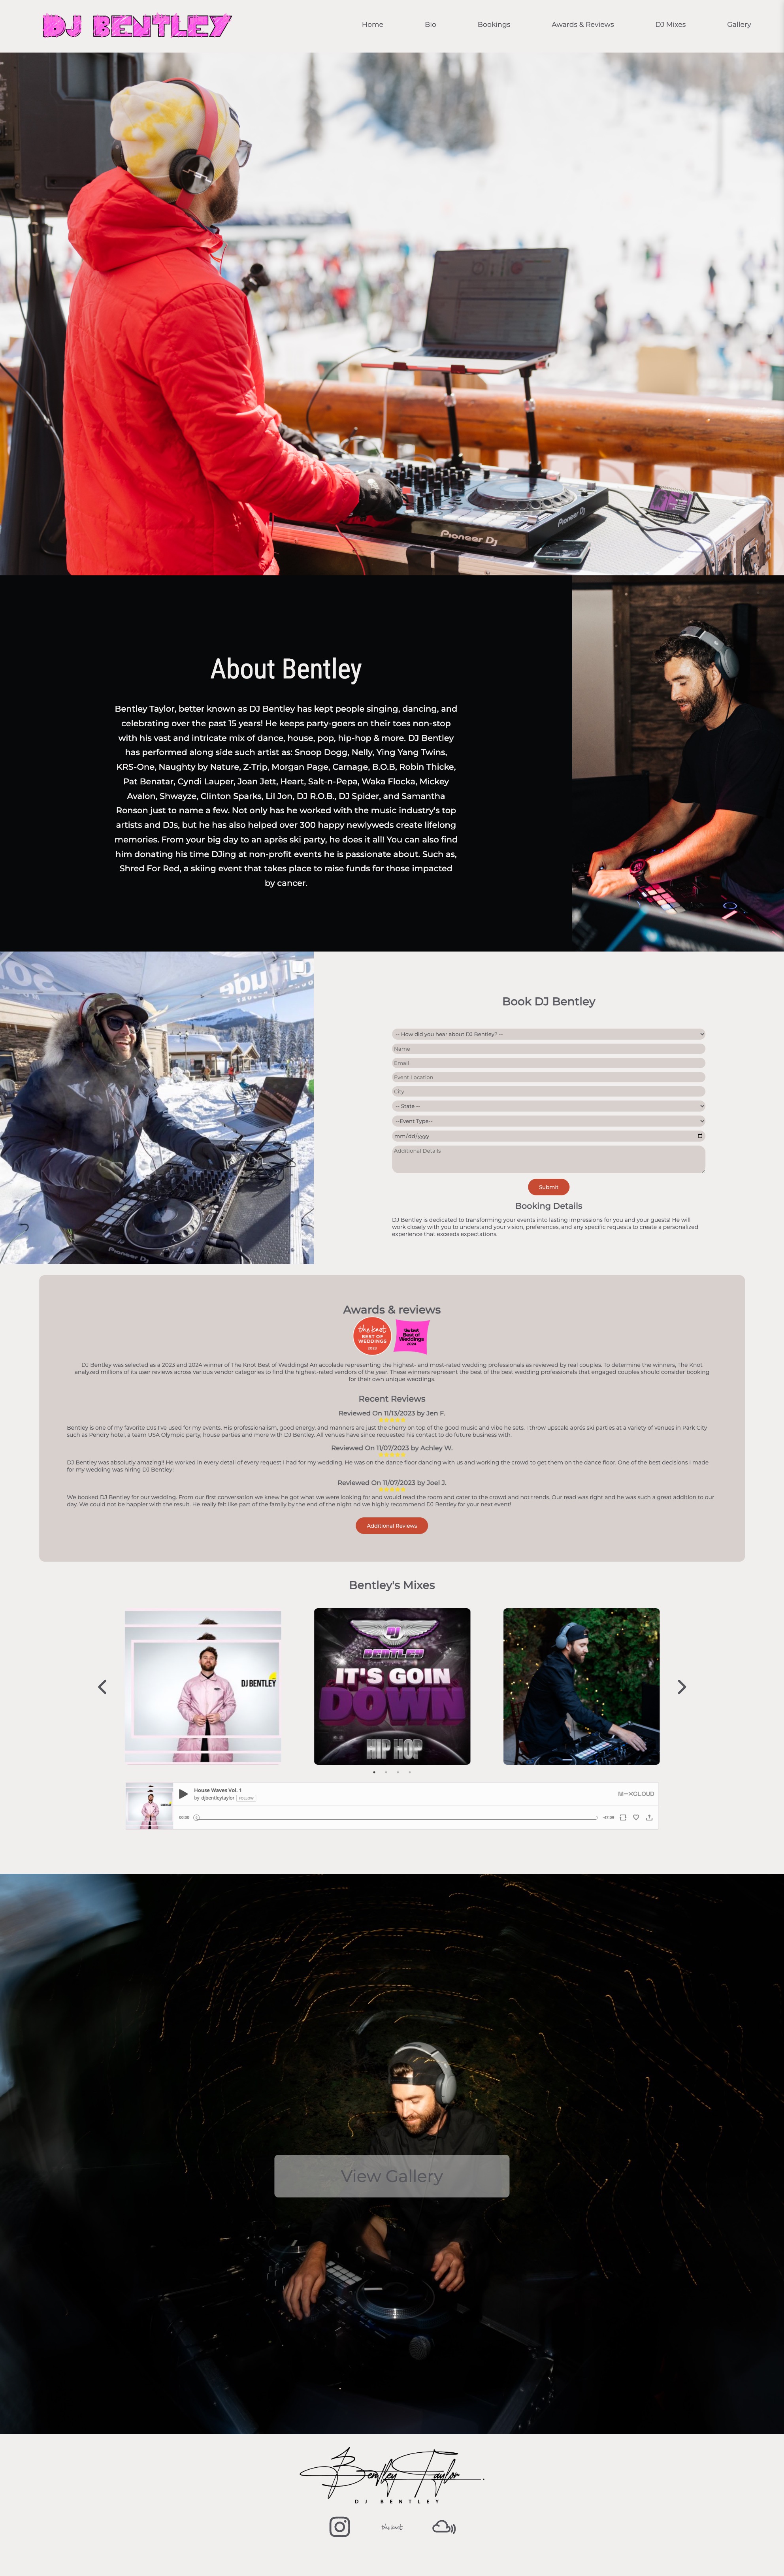 DJ BENTLEY
Home
Bio
Bookings
Awards & Reviews
DJ Mixes
Gallery
Pioneer DJ
Pioneer DJ
About Bentley
Bentley Taylor, better known as DJ Bentley has kept people singing, dancing, and
celebrating over the past 15 years! He keeps party-goers on their toes non-stop
with his vast and intricate mix of dance, house, pop, hip-hop & more. DJ Bentley
has performed along side such artist as: Snoop Dogg, Nelly, Ying Yang Twins,
KRS-One, Naughty by Nature, Z-Trip, Morgan Page, Carnage, B.O.B, Robin Thicke,
Pat Benatar, Cyndi Lauper, Joan Jett, Heart, Salt-n-Pepa, Waka Flocka, Mickey
Avalon, Shwayze, Clinton Sparks, Lil Jon, DJ R.O.B., DJ Spider, and Samantha
Ronson just to name a few. Not only has he worked with the music industry's top
artists and DJs, but he has also helped over 300 happy newlyweds create lifelong
memories. From your big day to an après ski party, he does it all! You can also find
him donating his time DJing at non-profit events he is passionate about. Such as,
Shred For Red, a skiing event that takes place to raise funds for those impacted
by cancer.
Pioneer DJ
Book DJ Bentley
-- How did you hear about DJ Bentley? --
Name
Email
Event Location
City
-- State --
--Event Type--
mm/dd/yyyy
Additional Details
Submit
Booking Details
DJ Bentley is dedicated to transforming your events into lasting impressions for you and your guests! He will
work closely with you to understand your vision, preferences, and any specific requests to create a personalized
experience that exceeds expectations.
Awards & reviews
the knot
BEST OF
WEDDINGS
2023
the knot
Best of
Weddings
2024
DJ Bentley was selected as a 2023 and 2024 winner of The Knot Best of Weddings! An accolade representing the highest- and most-rated wedding professionals as reviewed by real couples. To determine the winners, The Knot
analyzed millions of its user reviews across various vendor categories to find the highest-rated vendors of the year. These winners represent the best of the best wedding professionals that engaged couples should consider booking
for their own unique weddings.
Recent Reviews
Reviewed On 11/13/2023 by Jen F.
Bentley is one of my favorite DJs I've used for my events. His professionalism, good energy, and manners are just the cherry on top of the good music and vibe he sets. I throw upscale après ski parties at a variety of venues in Park City
such as Pendry hotel, a team USA Olympic party, house parties and more with DJ Bentley. All venues have since requested his contact to do future business with.
Reviewed On 11/07/2023 by Achley W.
DJ Bentley was absolutely amazing!! He worked in every detail of every request I had for my wedding. He was on the dance floor dancing with us and working the crowd to get them on the dance floor. One of the best decisions I made
for my wedding was hiring DJ Bentley!
Reviewed On 11/07/2023 by Joel J.
We booked DJ Bentley for our wedding. From our first conversation we knew he got what we were looking for and would read the room and cater to the crowd and not trends. Our read was right and he was such a great addition to our
day. We could not be happier with the result. He really felt like part of the family by the end of the night nd we highly recommend DJ Bentley for your next event!
Additional Reviews
Bentley's Mixes
DJ BENTLEY
DJ
BENTLEY
IT'S GOIN
DOWN
HIP HOP
House Waves Vol. 1
by djbentleytaylor FOLLOW
MIXCLOUD
00:00
-47:09
View Gallery
Bentley Taylor
DJ BENTLEY
the knot